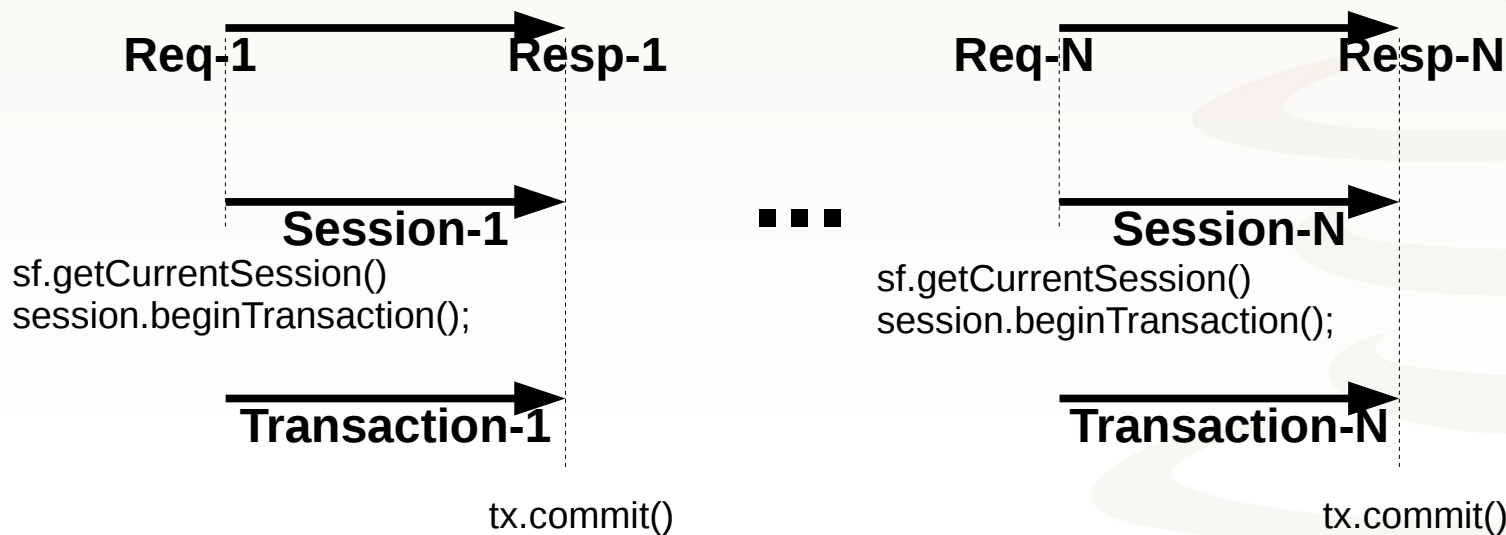 Req-1
Resp-1
Req-N
Resp-N
Session-1
...
Session-N
sf.getCurrentSession()
session.beginTransaction();
sf.getCurrentSession()
session.beginTransaction();
Transaction-1
Transaction-N
tx.commit()
tx.commit()